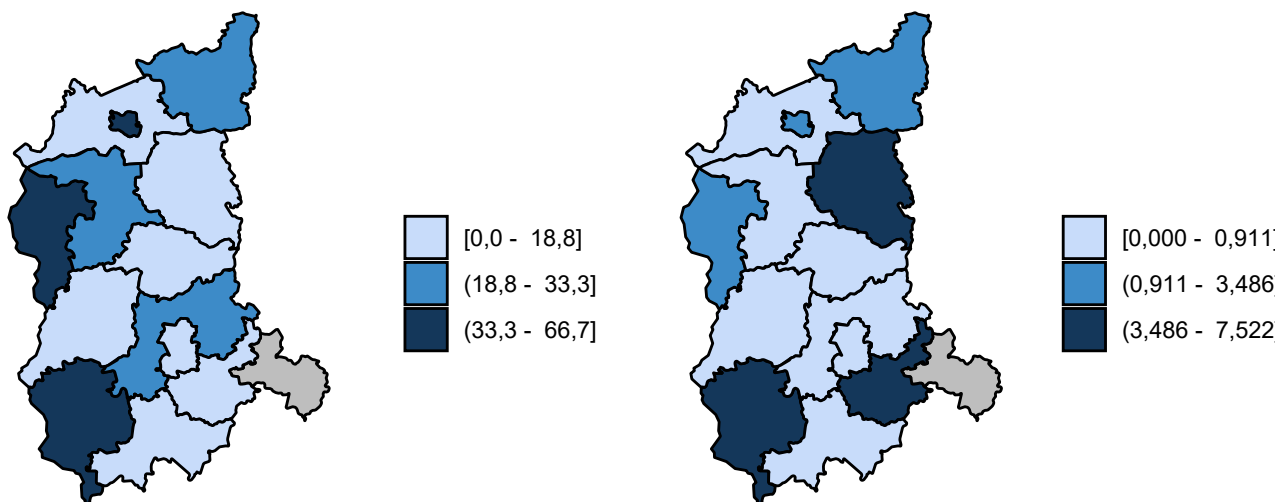 [0,0 - 18,8]
(18,8 - 33,3]
(33,3 - 66,7]
[0,000 - 0,911]
(0,911 - 3,486]
(3,486 - 7,522]